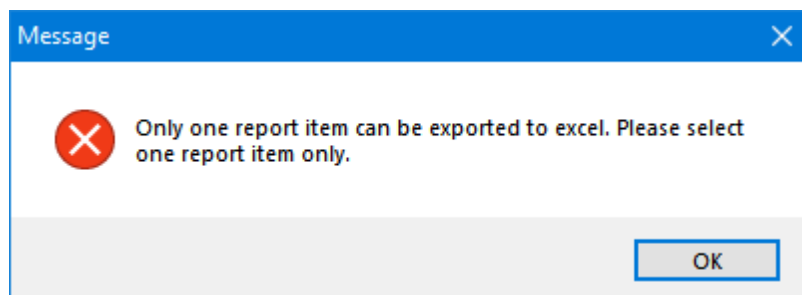 Message
Only one report item can be exported to excel. Please select
one report item only.
OK